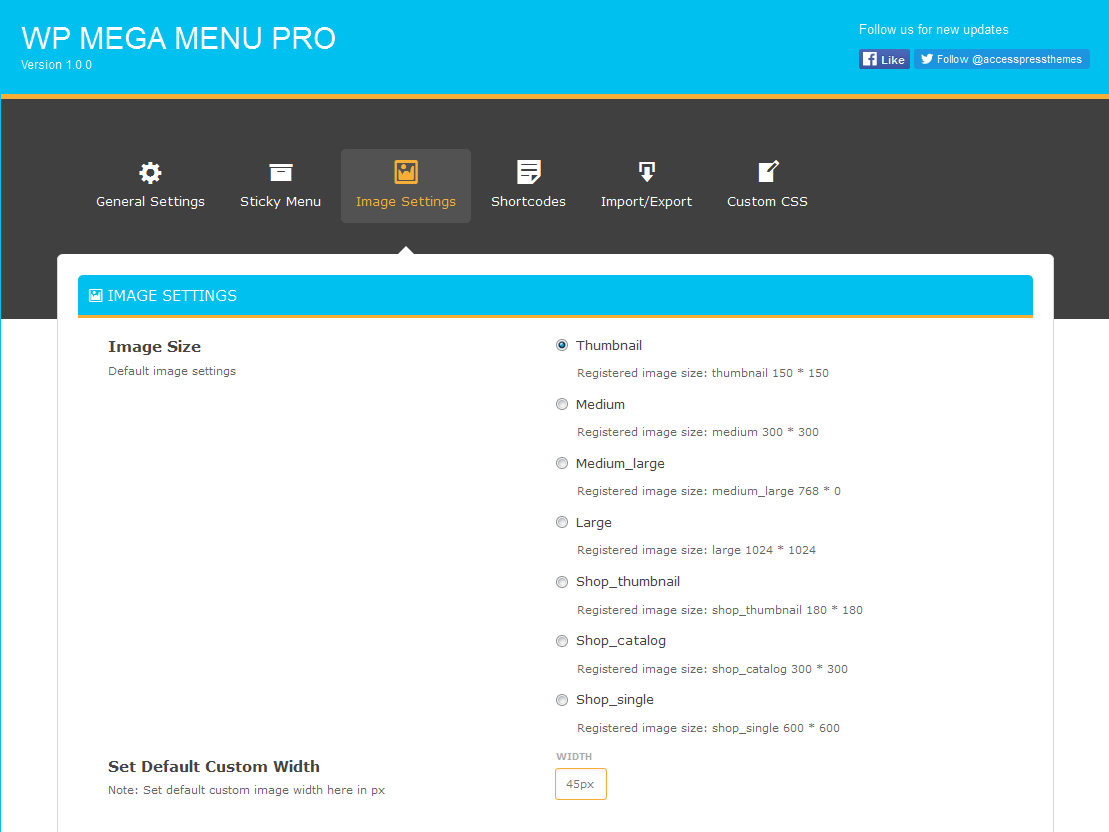 WP MEGA MENU PRO
Version 1.0.0
Follow us for new updates
Like
Follow @accesspressthemes
General Settings
Sticky Menu
Image Settings
Shortcodes
Import/Export
Custom CSS
IMAGE SETTINGS
Image Size
Default image settings
Thumbnail
Registered image size: thumbnail 150 * 150
Medium
Registered image size: medium 300 * 300
Medium_large
Registered image size: medium_large 768 * 0
Large
Registered image size: large 1024 * 1024
Shop_thumbnail
Registered image size: shop_thumbnail 180 * 180
Shop_catalog
Registered image size: shop_catalog 300 * 300
Shop_single
Registered image size: shop_single 600 * 600
Set Default Custom Width
Note: Set default custom image width here in px
WIDTH
45px